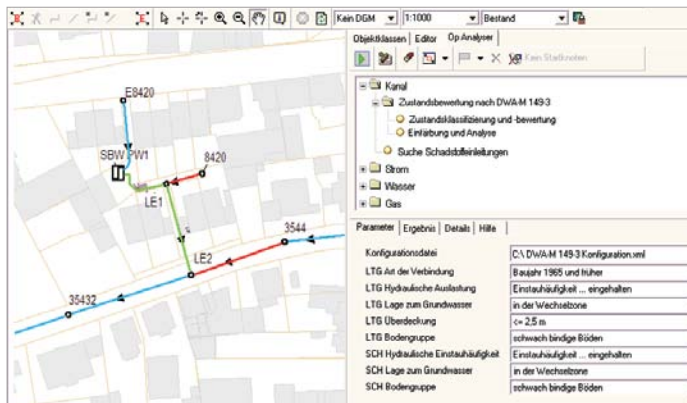 Kein DGM 1:1000 Bestand
Objektklassen Editor Op Analyser
Kein Startknoten
Kanal
Zustandsbewertung nach DWA-M 149-3
Zustandsklassifizierung und -bewertung
Einfärbung und Analyse
Suche Schadstoffeinleitungen
Strom
Wasser
Gas
E8420
SBW PW1
8420
LE1
3544
LE2
35432
Parameter Ergebnis Details Hilfe
Konfigurationsdatei C:\ DWA-M 149-3 Konfiguration.xml
LTG Art der Verbindung Baujahr 1965 und früher
LTG Hydraulische Auslastung Einstauhäufigkeit ... eingehalten
LTG Lage zum Grundwasser in der Wechselzone
LTG Überdeckung <= 2,5 m
LTG Bodengruppe schwach bindige Böden
SCH Hydraulische Einstauhäufigkeit Einstauhäufigkeit ... eingehalten
SCH Lage zum Grundwasser in der Wechselzone
SCH Bodengruppe schwach bindige Böden